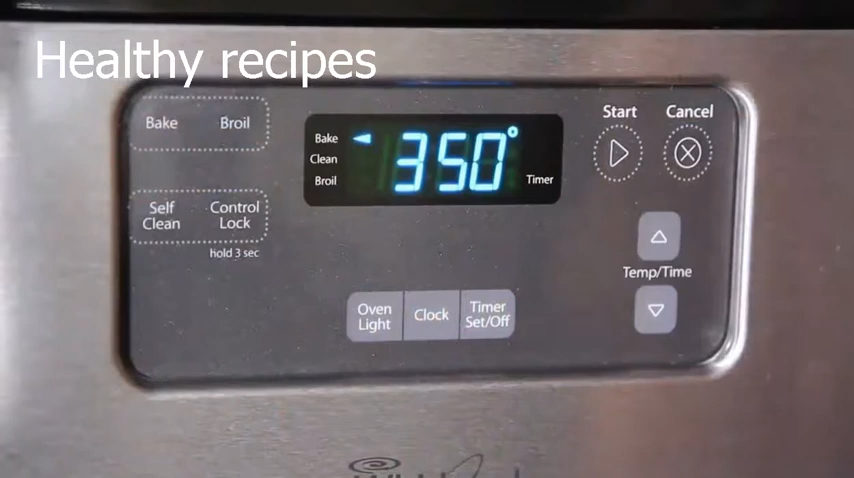 Healthy recipes
Bake Broil
Self Clean
Control Lock
hold 3 sec
Bake
Clean
Broil
350°
Timer
Start Cancel
Temp/Time
Oven Light
Clock
Timer Set/Off